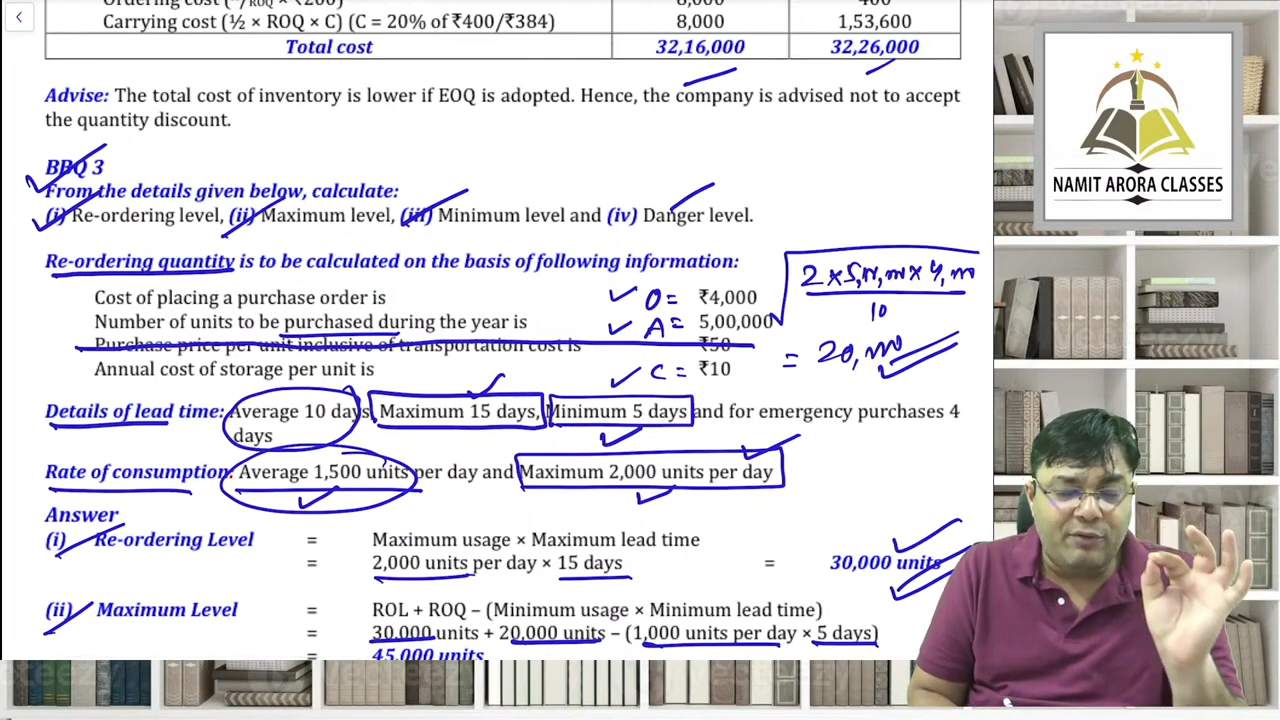 Carrying cost (½ × ROQ × C) (C = 20% of ₹400/₹384) 8,000 1,53,600
Total cost 32,16,000 32,26,000
Advise: The total cost of inventory is lower if EOQ is adopted. Hence, the company is advised not to accept
the quantity discount.
BBQ 3
From the details given below, calculate:
(i) Re-ordering level, (ii) Maximum level, (iii) Minimum level and (iv) Danger level.
Re-ordering quantity is to be calculated on the basis of following information:
Cost of placing a purchase order is O = ₹4,000
Number of units to be purchased during the year is A = 5,00,000
Purchase price per unit inclusive of transportation cost is ₹50
Annual cost of storage per unit is C = ₹10
10
Details of lead time: Average 10 days, Maximum 15 days, Minimum 5 days and for emergency purchases 4
days
Rate of consumption: Average 1,500 units per day and Maximum 2,000 units per day
Answer
(i) Re-ordering Level = Maximum usage × Maximum lead time
= 2,000 units per day × 15 days = 30,000 units
(ii) Maximum Level = ROL + ROQ – (Minimum usage × Minimum lead time)
= 30,000 units + 20,000 units – (1,000 units per day × 5 days)
= 45,000 units
NAMIT ARORA CLASSES